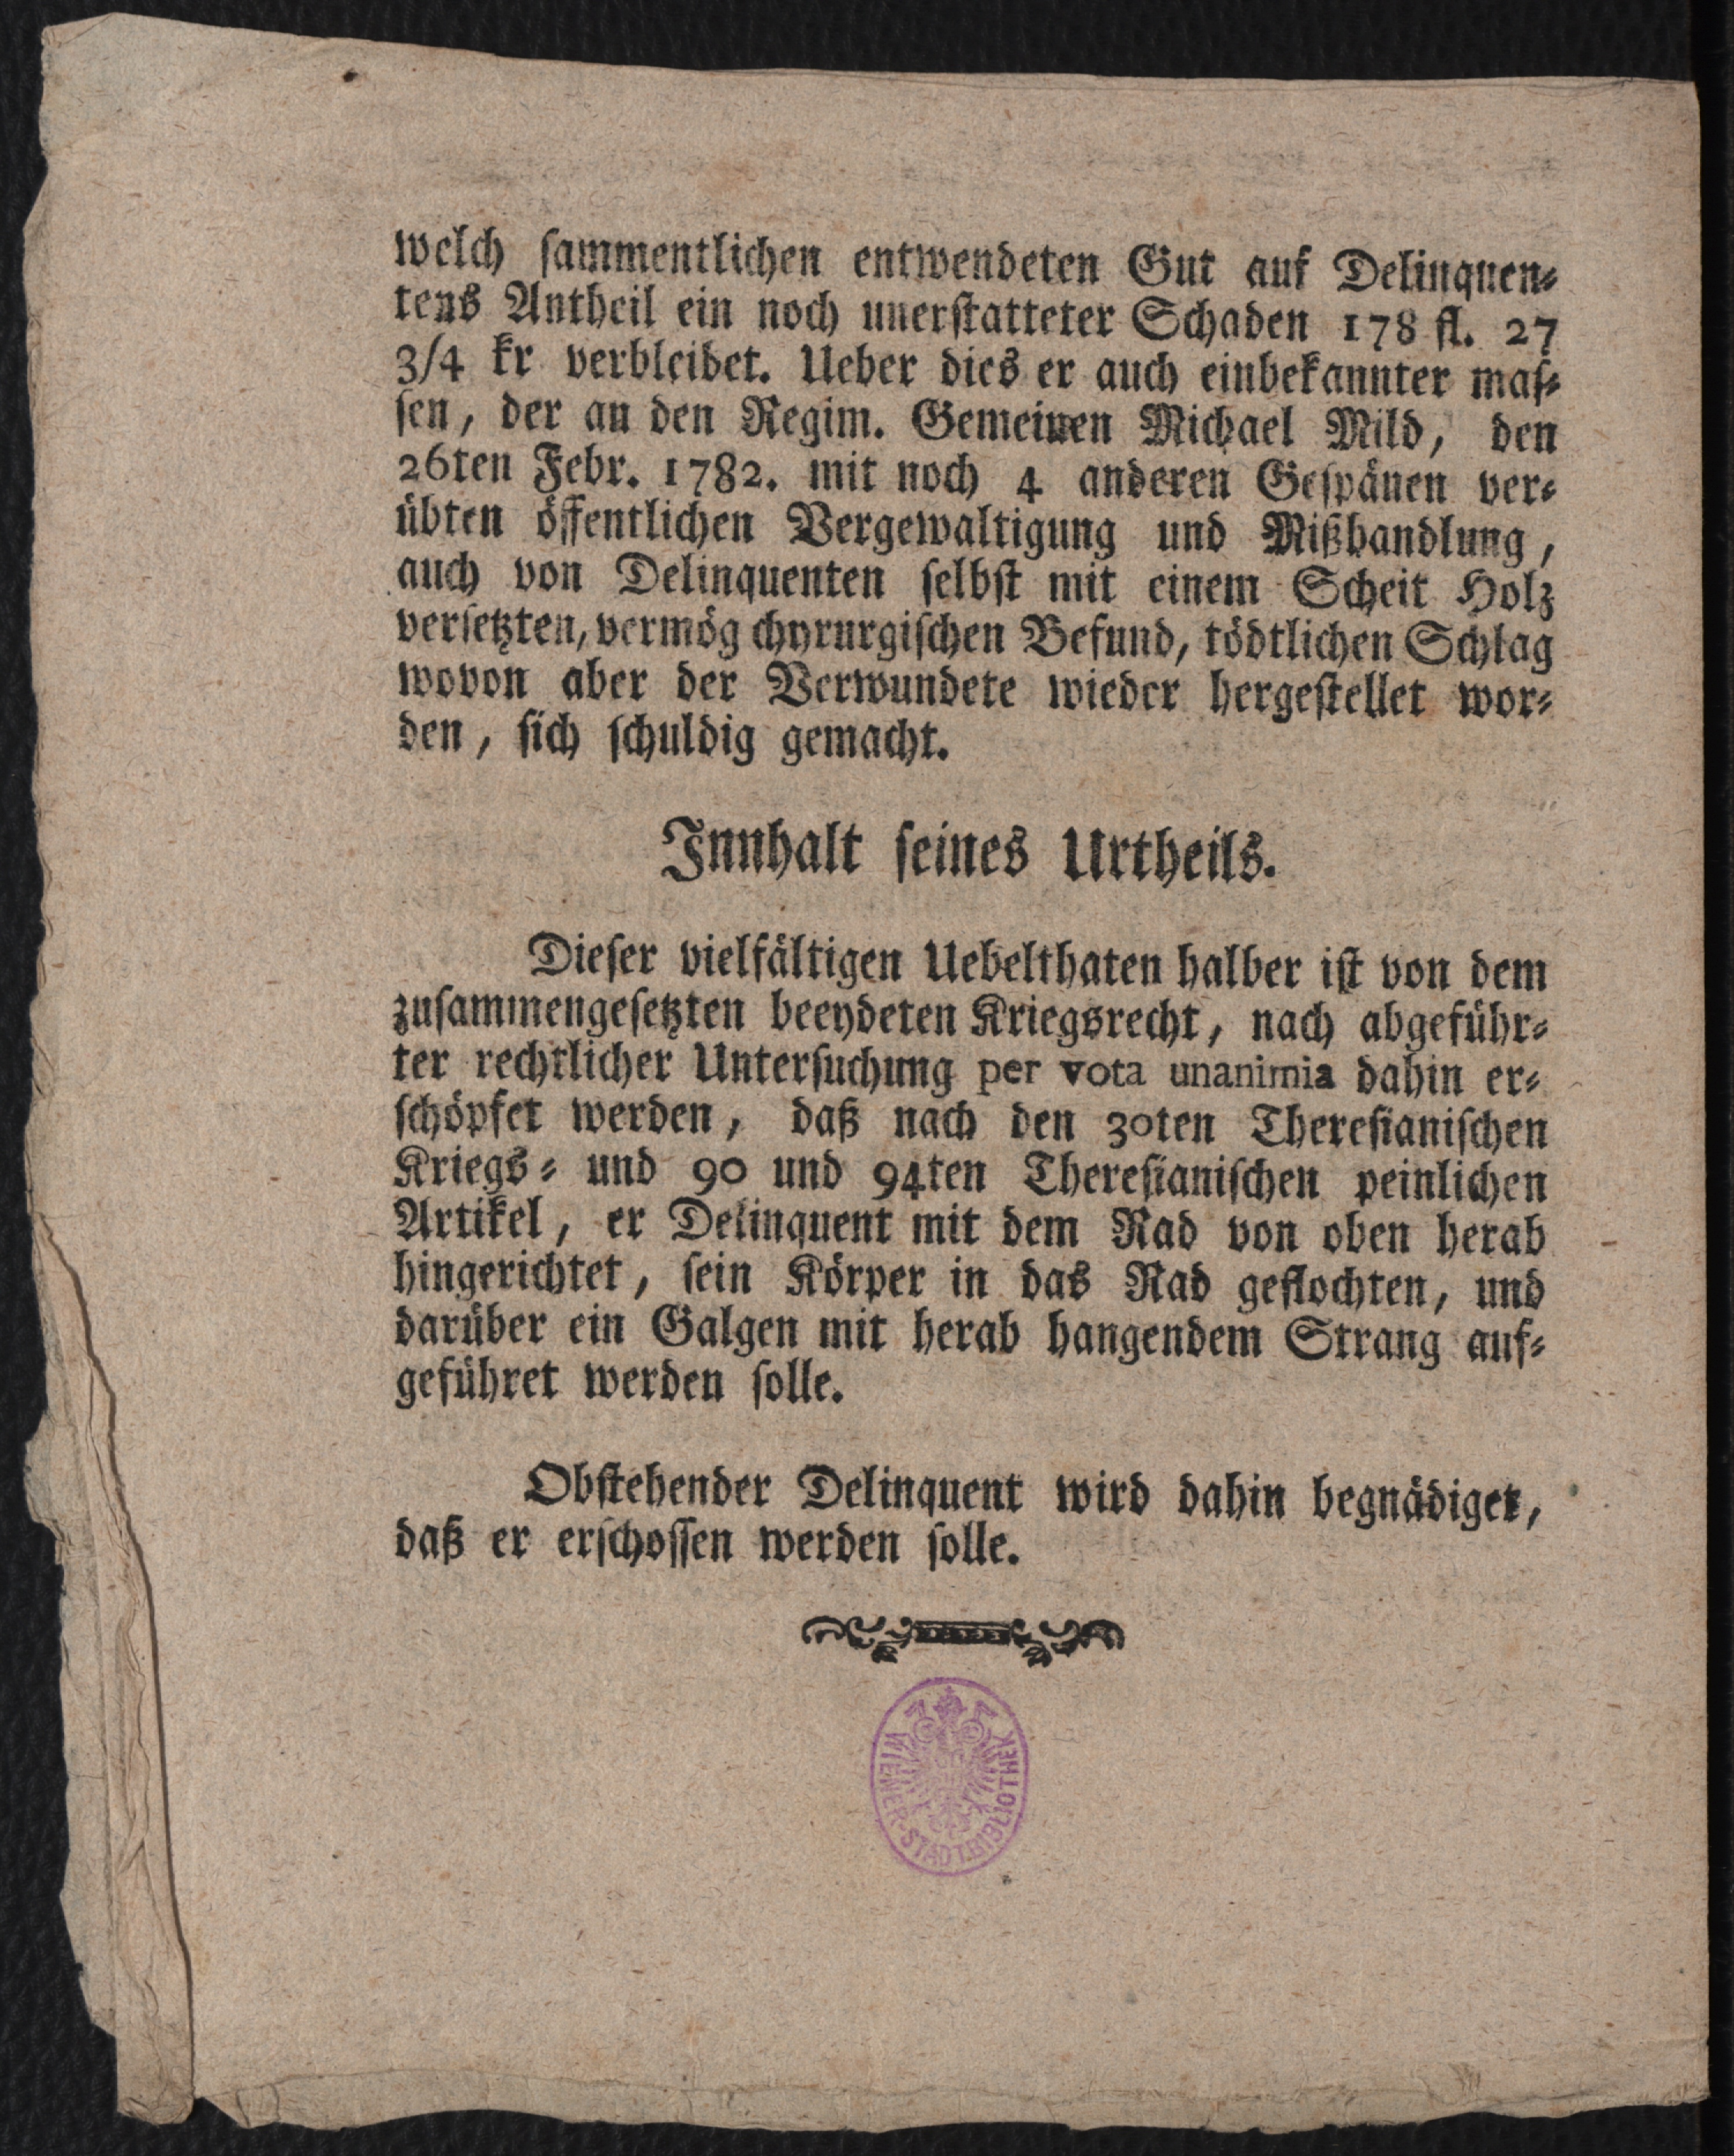 welch sammentlichen entwendeten Gut auf Delinquen⸗
tens Antheil ein noch unerstatteter Schaden 178 fl. 27
3/4 kr verbleibet. Ueber dies er auch einbekannter mas⸗
sen, der an den Regim. Gemeinen Michael Mild, den
26ten Febr. 1782. mit noch 4 anderen Gespänen ver⸗
übten öffentlichen Vergewaltigung und Mißhandlung,
auch von Delinquenten selbst mit einem Scheit Holz
versetzten, vermög chyrurgischen Befund, tödtlichen Schlag
wovon aber der Verwundete wieder hergestellet wor⸗
den, sich schuldig gemacht.
Innhalt seines Urtheils.
Dieser vielfältigen Uebelthaten halber ist von dem
zusammengesetzten beeydeten Kriegsrecht, nach abgeführ⸗
ter rechtlicher Untersuchung per vota unanimia dahin er⸗
schöpfet werden, daß nach den 30ten Theresianischen
Kriegs⸗ und 90 und 94ten Theresianischen peinlichen
Artikel, er Delinquent mit dem Rad von oben herab
hingerichtet, sein Körper in das Rad geflochten, und
darüber ein Galgen mit herab hangendem Strang auf⸗
geführet werden solle.
Obstehender Delinquent wird dahin begnädiget,
daß er erschossen werden solle.
WIENER-STADTBIBLIOTHEK